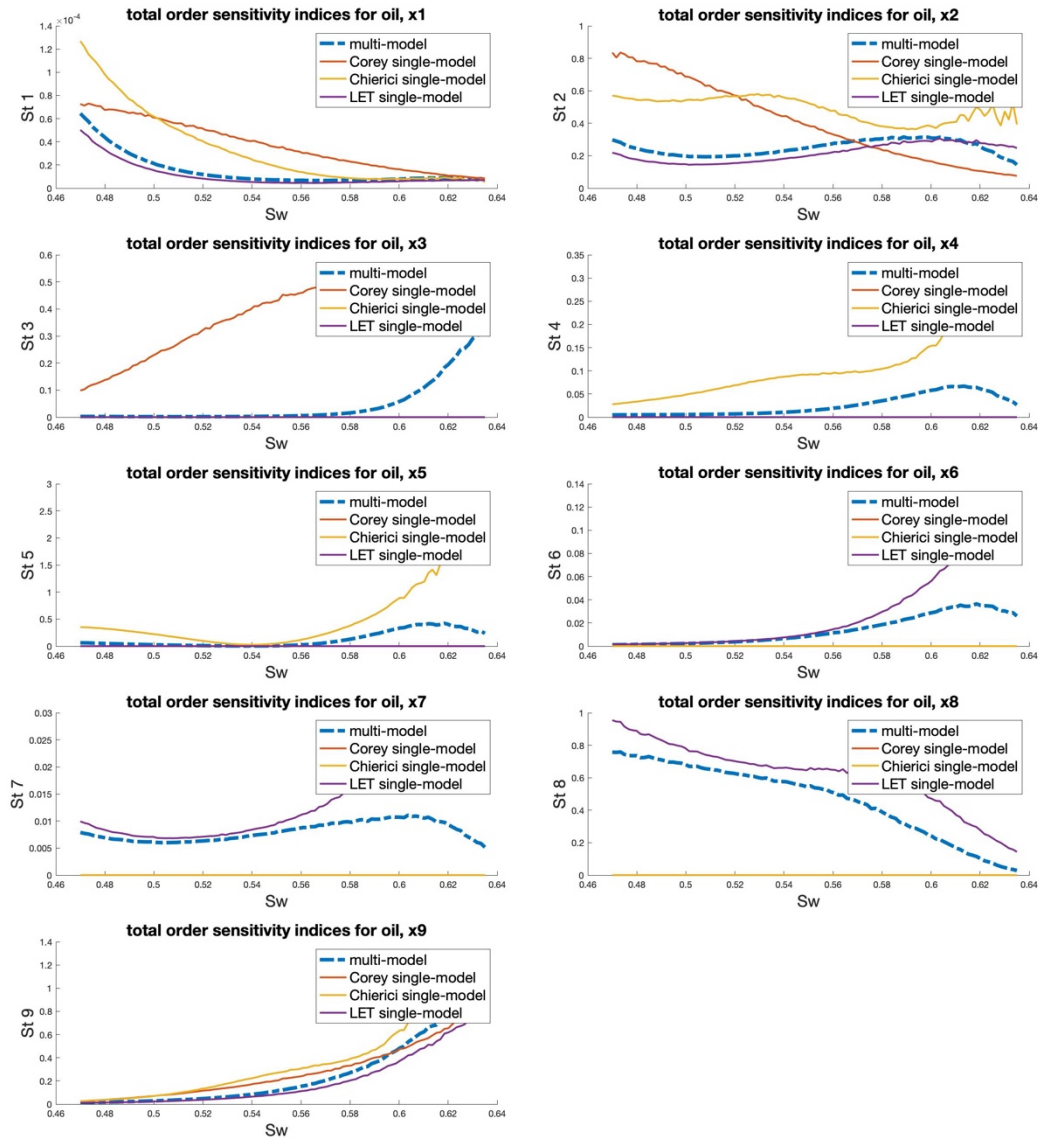 total order sensitivity indices for oil, x1
×10⁻⁴
1.4
1.2
1
0.8
0.6
0.4
0.2
0
St 1
0.46 0.48 0.5 0.52 0.54 0.56 0.58 0.6 0.62 0.64
Sw
multi-model
Corey single-model
Chierici single-model
LET single-model
total order sensitivity indices for oil, x2
1
0.8
0.6
0.4
0.2
0
St 2
0.46 0.48 0.5 0.52 0.54 0.56 0.58 0.6 0.62 0.64
Sw
multi-model
Corey single-model
Chierici single-model
LET single-model
total order sensitivity indices for oil, x3
0.6
0.5
0.4
0.3
0.2
0.1
0
St 3
0.46 0.48 0.5 0.52 0.54 0.56 0.58 0.6 0.62 0.64
Sw
multi-model
Corey single-model
Chierici single-model
LET single-model
total order sensitivity indices for oil, x4
0.35
0.3
0.25
0.2
0.15
0.1
0.05
0
St 4
0.46 0.48 0.5 0.52 0.54 0.56 0.58 0.6 0.62 0.64
Sw
multi-model
Corey single-model
Chierici single-model
LET single-model
total order sensitivity indices for oil, x5
3
2.5
2
1.5
1
0.5
0
St 5
0.46 0.48 0.5 0.52 0.54 0.56 0.58 0.6 0.62 0.64
Sw
multi-model
Corey single-model
Chierici single-model
LET single-model
total order sensitivity indices for oil, x6
0.14
0.12
0.1
0.08
0.06
0.04
0.02
0
St 6
0.46 0.48 0.5 0.52 0.54 0.56 0.58 0.6 0.62 0.64
Sw
multi-model
Corey single-model
Chierici single-model
LET single-model
total order sensitivity indices for oil, x7
0.03
0.025
0.02
0.015
0.01
0.005
0
St 7
0.46 0.48 0.5 0.52 0.54 0.56 0.58 0.6 0.62 0.64
Sw
multi-model
Corey single-model
Chierici single-model
LET single-model
total order sensitivity indices for oil, x8
1
0.8
0.6
0.4
0.2
0
St 8
0.46 0.48 0.5 0.52 0.54 0.56 0.58 0.6 0.62 0.64
Sw
multi-model
Corey single-model
Chierici single-model
LET single-model
total order sensitivity indices for oil, x9
1.4
1.2
1
0.8
0.6
0.4
0.2
0
St 9
0.46 0.48 0.5 0.52 0.54 0.56 0.58 0.6 0.62 0.64
Sw
multi-model
Corey single-model
Chierici single-model
LET single-model